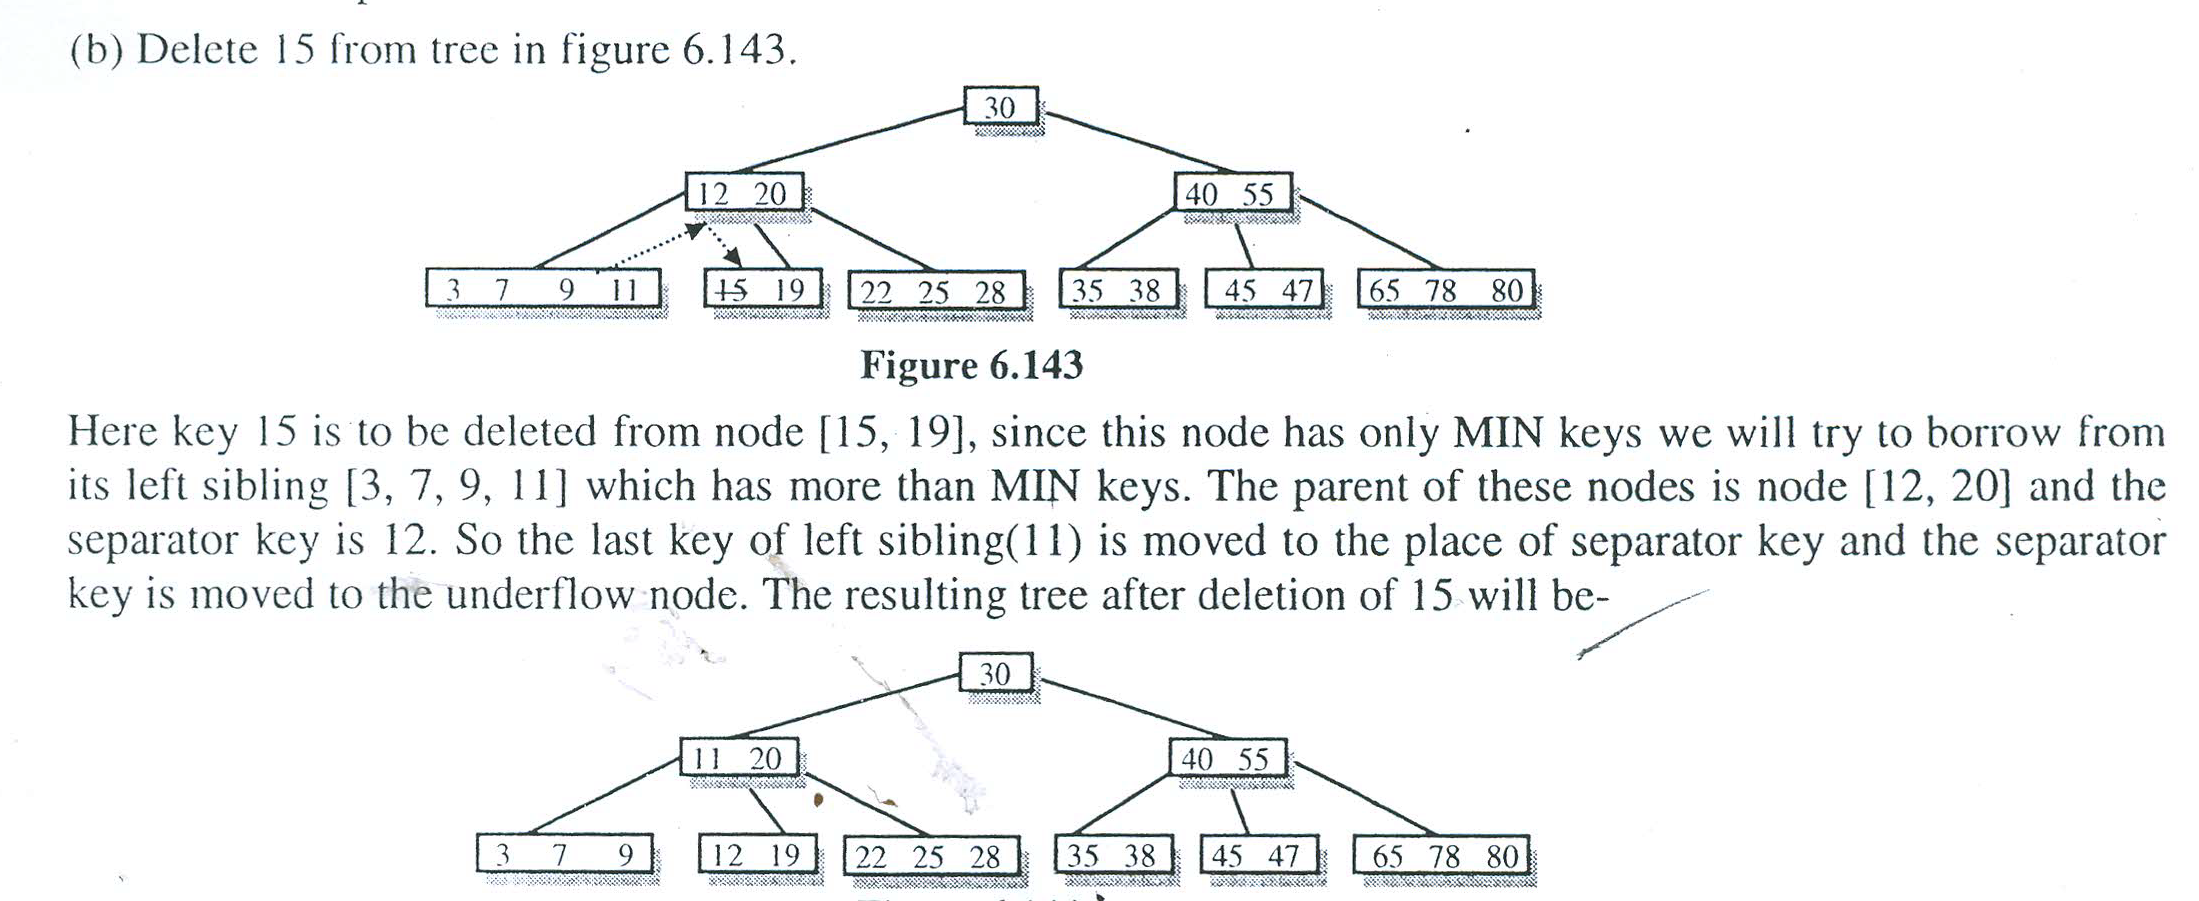 (b) Delete 15 from tree in figure 6.143.
30
12 20
40 55
3 7 9 11
15 19
22 25 28
35 38
45 47
65 78 80
Figure 6.143
Here key 15 is to be deleted from node [15, 19], since this node has only MIN keys we will try to borrow from
its left sibling [3, 7, 9, 11] which has more than MIN keys. The parent of these nodes is node [12, 20] and the
separator key is 12. So the last key of left sibling(11) is moved to the place of separator key and the separator
key is moved to the underflow node. The resulting tree after deletion of 15 will be-
30
11 20
40 55
3 7 9
12 19
22 25 28
35 38
45 47
65 78 80